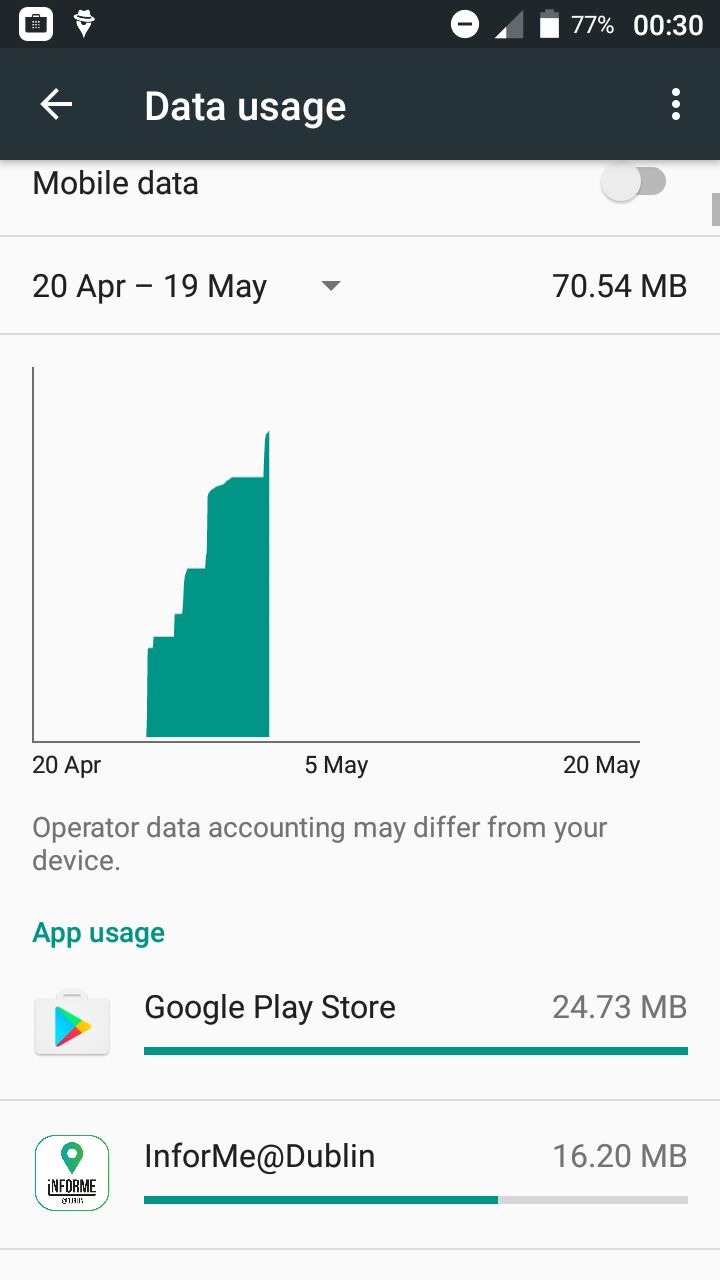 77% 00:30
Data usage
Mobile data
20 Apr – 19 May 70.54 MB
20 Apr 5 May 20 May
Operator data accounting may differ from your
device.
App usage
Google Play Store 24.73 MB
InforMe@Dublin 16.20 MB
iNFORME